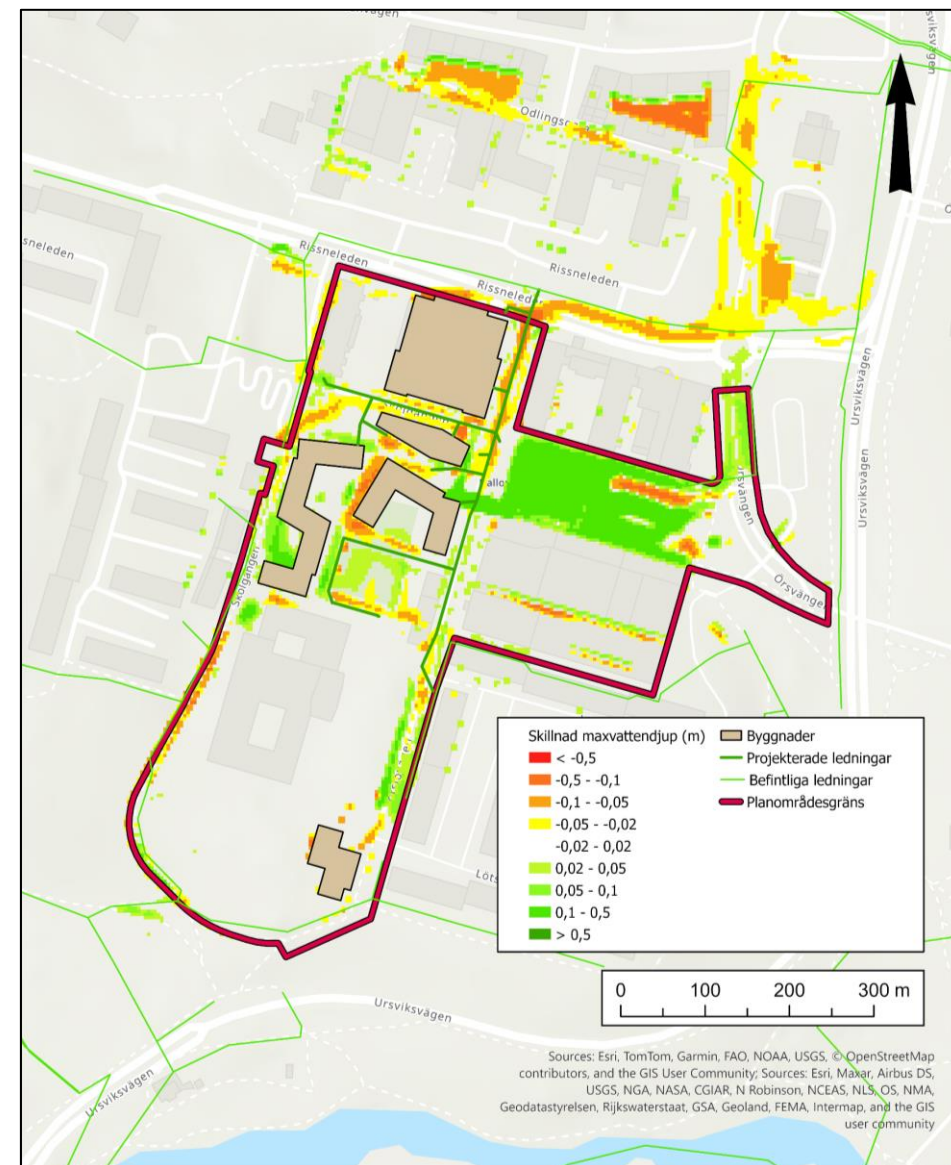 Ursviksvägen
Rissneleden
Rissneleden
Rissneleden
Ursviksvägen
Ursviksvägen
Örsvängen
Skolgången
Ursviksvägen
Ursviksvägen
Skillnad maxvattendjup (m)
< -0,5
-0,5 - -0,1
-0,1 - -0,05
-0,05 - -0,02
-0,02 - 0,02
0,02 - 0,05
0,05 - 0,1
0,1 - 0,5
> 0,5
Byggnader
Projekterade ledningar
Befintliga ledningar
Planområdesgräns
0 100 200 300 m
Sources: Esri, TomTom, Garmin, FAO, NOAA, USGS, © OpenStreetMap
contributors, and the GIS User Community; Sources: Esri, Maxar, Airbus DS,
USGS, NGA, NASA, CGIAR, N Robinson, NCEAS, NLS, OS, NMA,
Geodatastyrelsen, Rijkswaterstaat, GSA, Geoland, FEMA, Intermap, and the GIS
user community